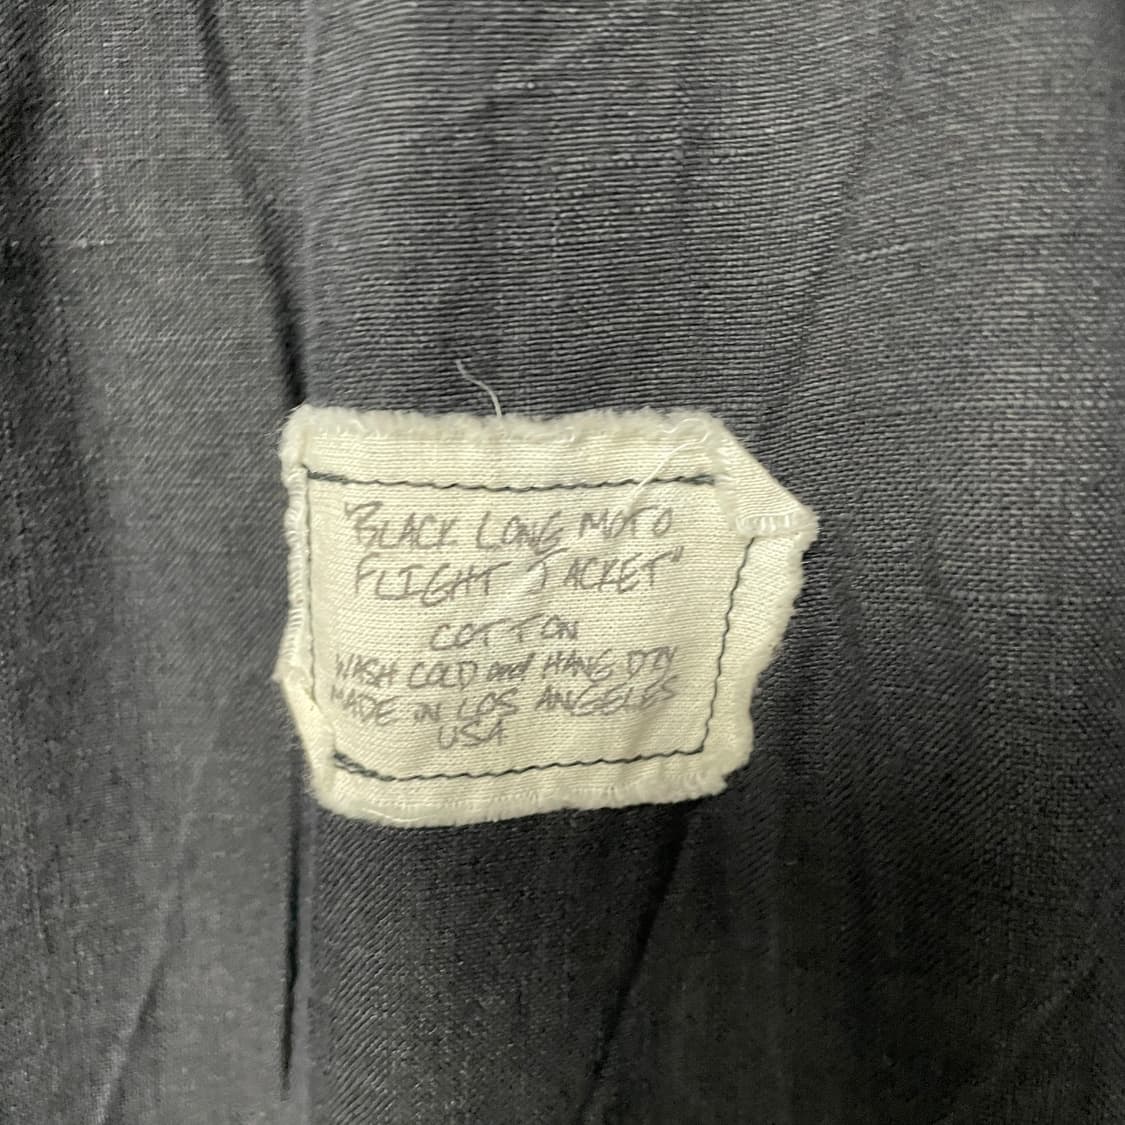 "BLACK LONG MOTO
FLIGHT JACKET"
COTTON
WASH COLD and HANG DRY
MADE IN LOS ANGELES
USA